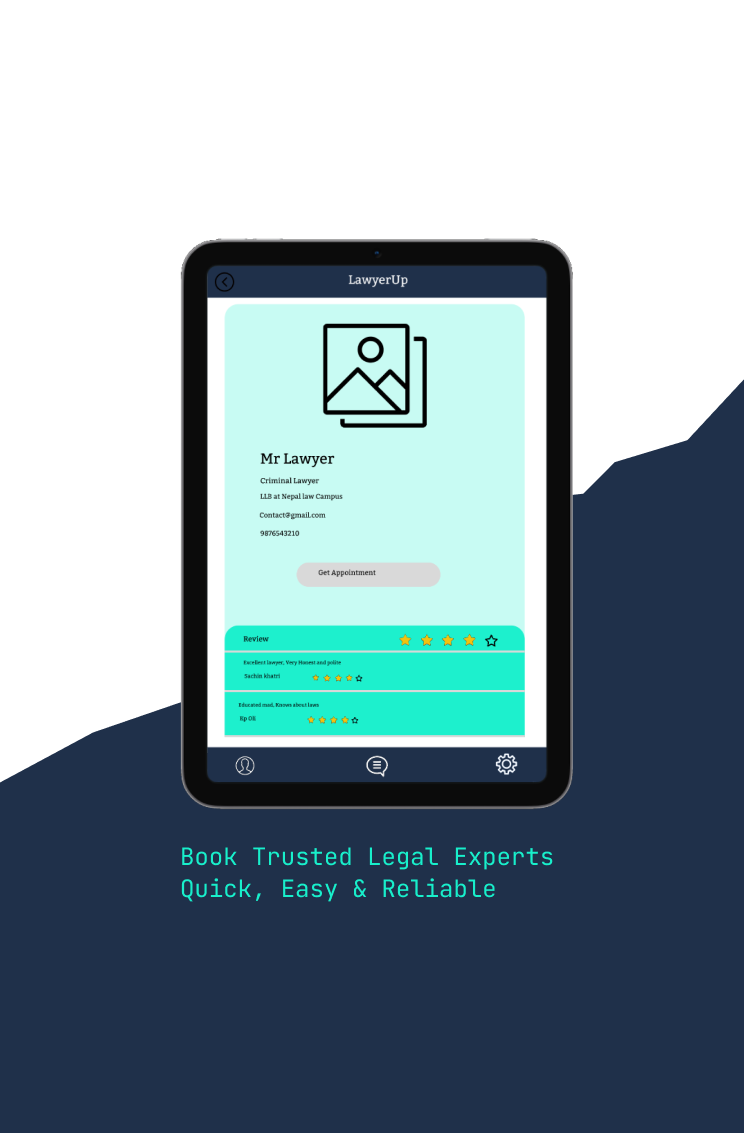 LawyerUp
Mr Lawyer
Criminal Lawyer
LLB at Nepal law Campus
Contact@gmail.com
9876543210
Get Appointment
Review
Excellent lawyer, Very Honest and polite
Sachin khatri
Educated mad, Knows about laws
Kp Oli
Book Trusted Legal Experts
Quick, Easy & Reliable